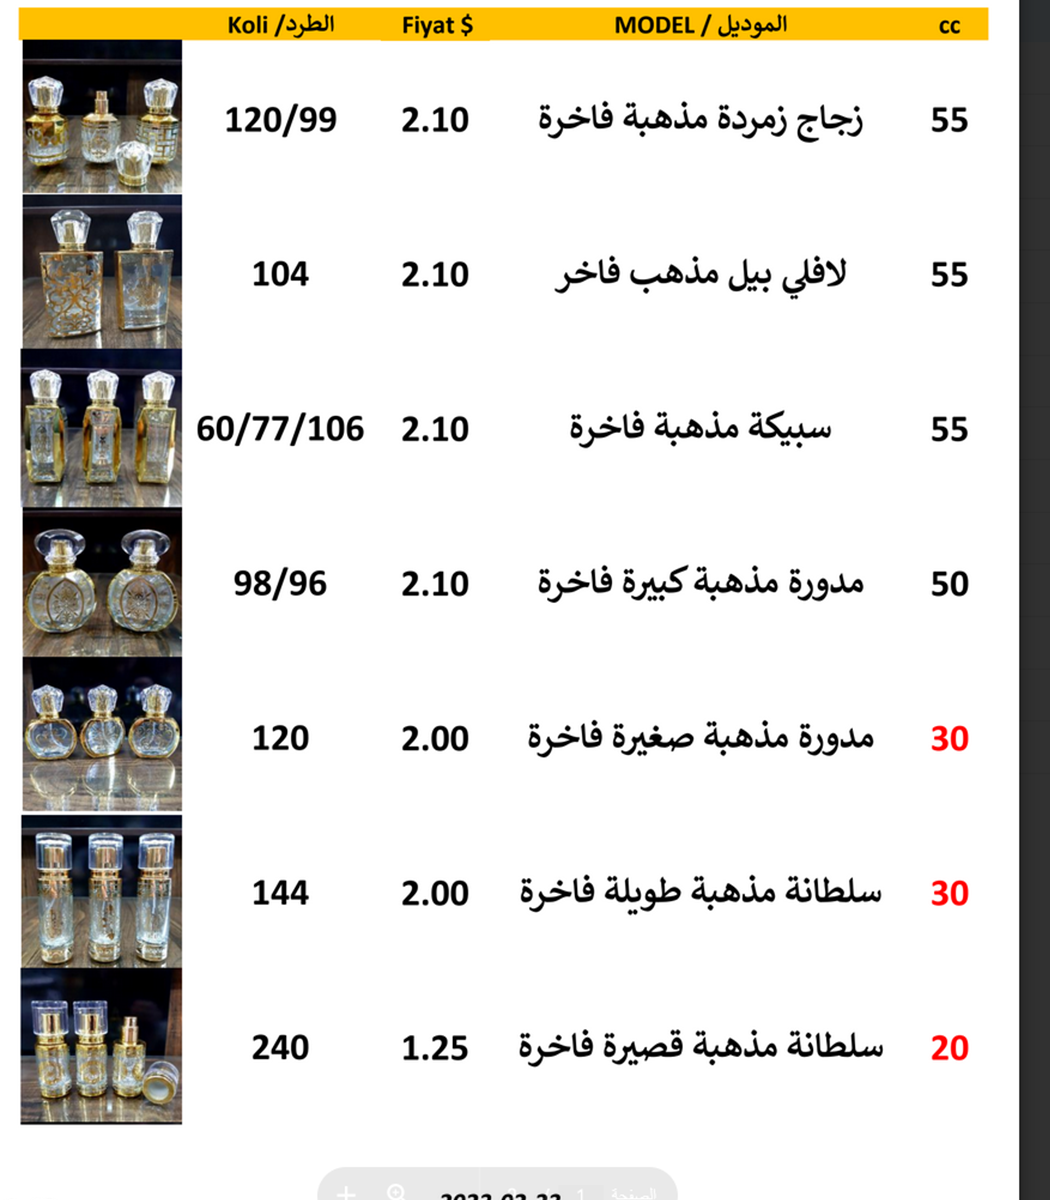 cc الموديل / MODEL Fiyat $ الطرد/ Koli
55 زجاج زمردة مذهبة فاخرة 2.10 120/99
55 لافلي بيل مذهب فاخر 2.10 104
55 سبيكة مذهبة فاخرة 2.10 60/77/106
50 مدورة مذهبة كبيرة فاخرة 2.10 98/96
30 مدورة مذهبة صغيرة فاخرة 2.00 120
30 سلطانة مذهبة طويلة فاخرة 2.00 144
20 سلطانة مذهبة قصيرة فاخرة 1.25 240
الصفحة 1